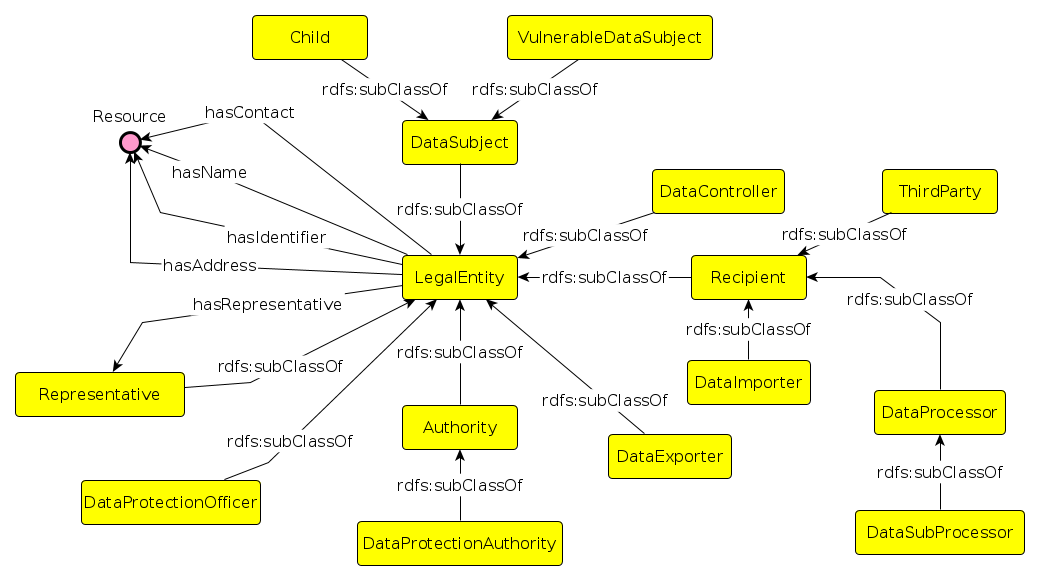 Child
VulnerableDataSubject
rdfs:subClassOf
rdfs:subClassOf
Resource
hasContact
DataSubject
hasName
DataController
ThirdParty
rdfs:subClassOf
hasIdentifier
rdfs:subClassOf
rdfs:subClassOf
hasAddress
LegalEntity
rdfs:subClassOf
Recipient
hasRepresentative
rdfs:subClassOf
rdfs:subClassOf
rdfs:subClassOf
rdfs:subClassOf
Representative
DataImporter
rdfs:subClassOf
DataProcessor
Authority
rdfs:subClassOf
DataExporter
rdfs:subClassOf
rdfs:subClassOf
DataProtectionOfficer
DataProtectionAuthority
DataSubProcessor